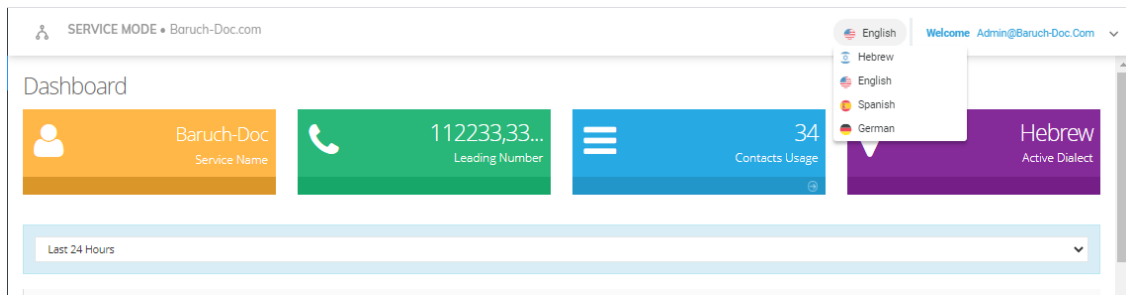 SERVICE MODE • Baruch-Doc.com
English
Welcome Admin@Baruch-Doc.Com
Hebrew
English
Spanish
German
Dashboard
Baruch-Doc
Service Name
112233,33...
Leading Number
34
Contacts Usage
Hebrew
Active Dialect
Last 24 Hours